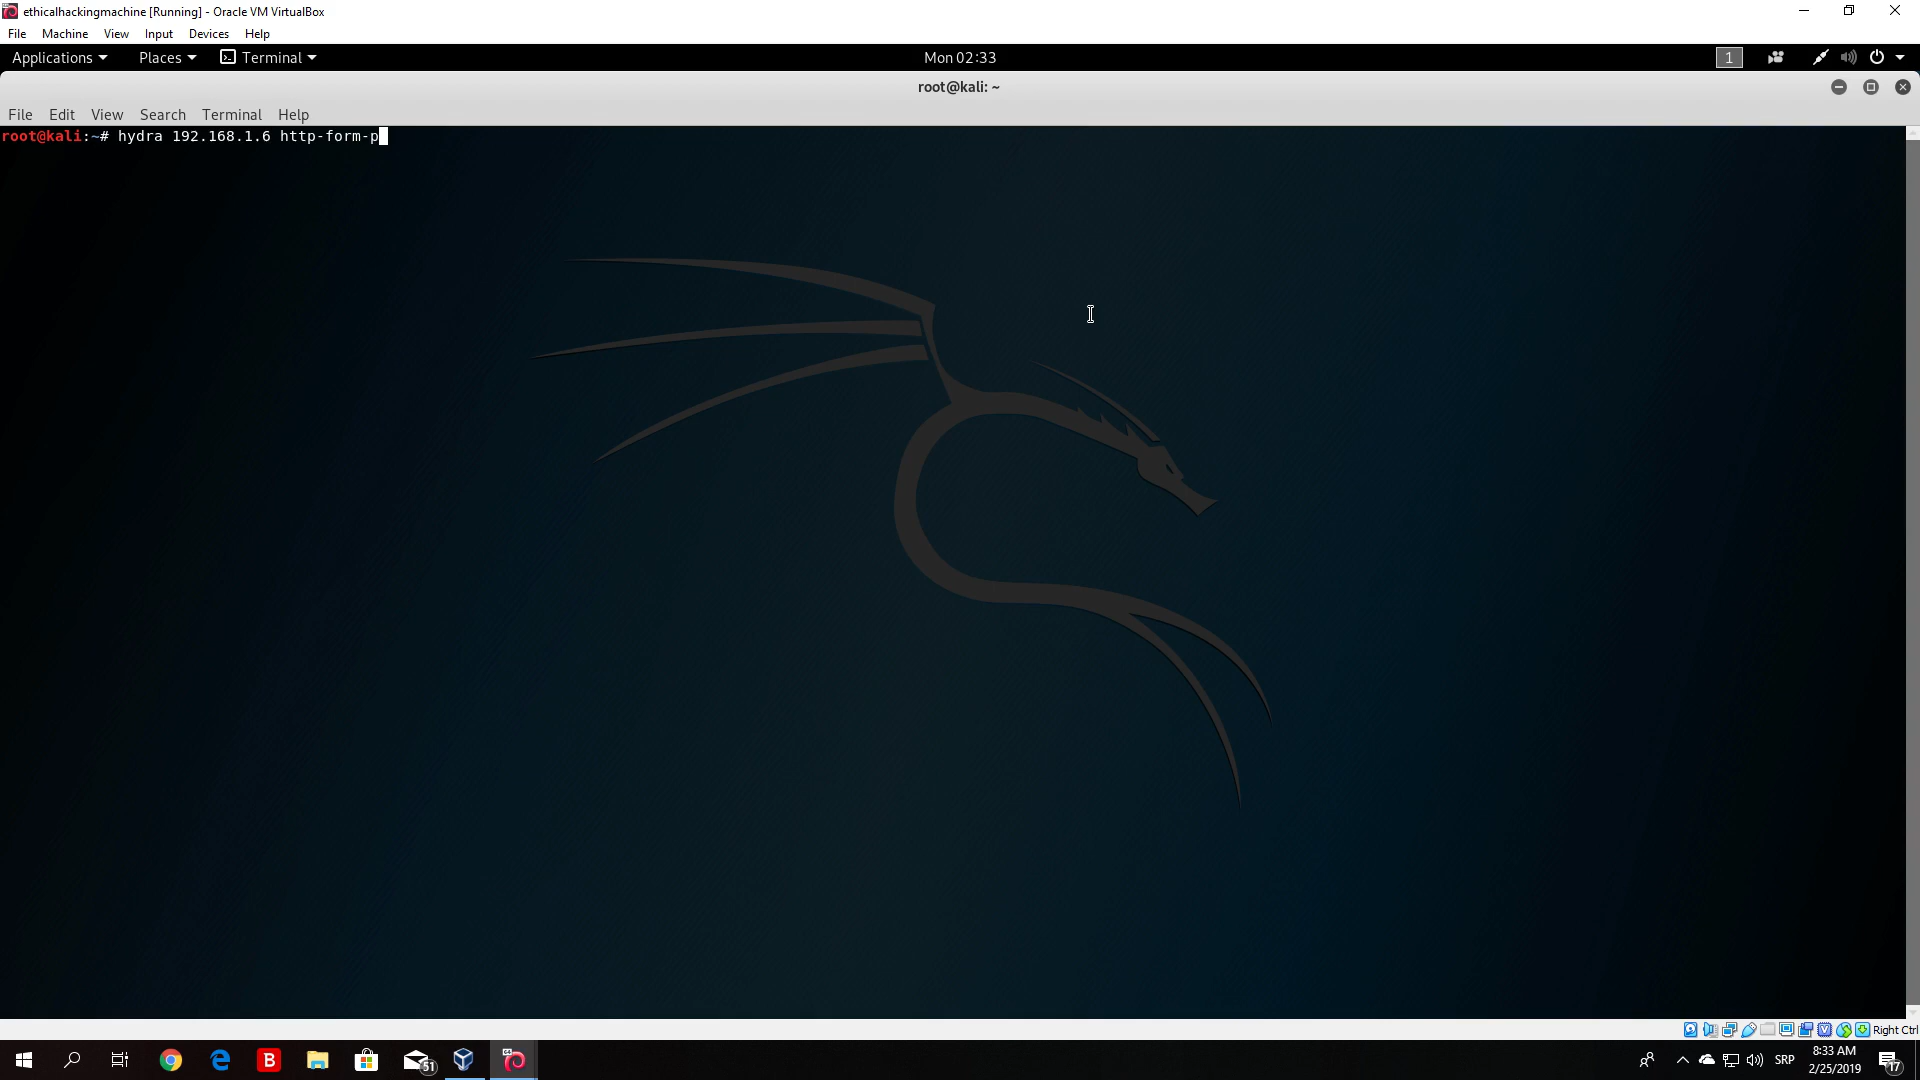 ethicalhackingmachine [Running] - Oracle VM VirtualBox
File Machine View Input Devices Help
Applications Places Terminal Mon 02:33 1
root@kali: ~
File Edit View Search Terminal Help
root@kali:~# hydra 192.168.1.6 http-form-p
Right Ctrl
51 SRP 8:33 AM 17
2/25/2019